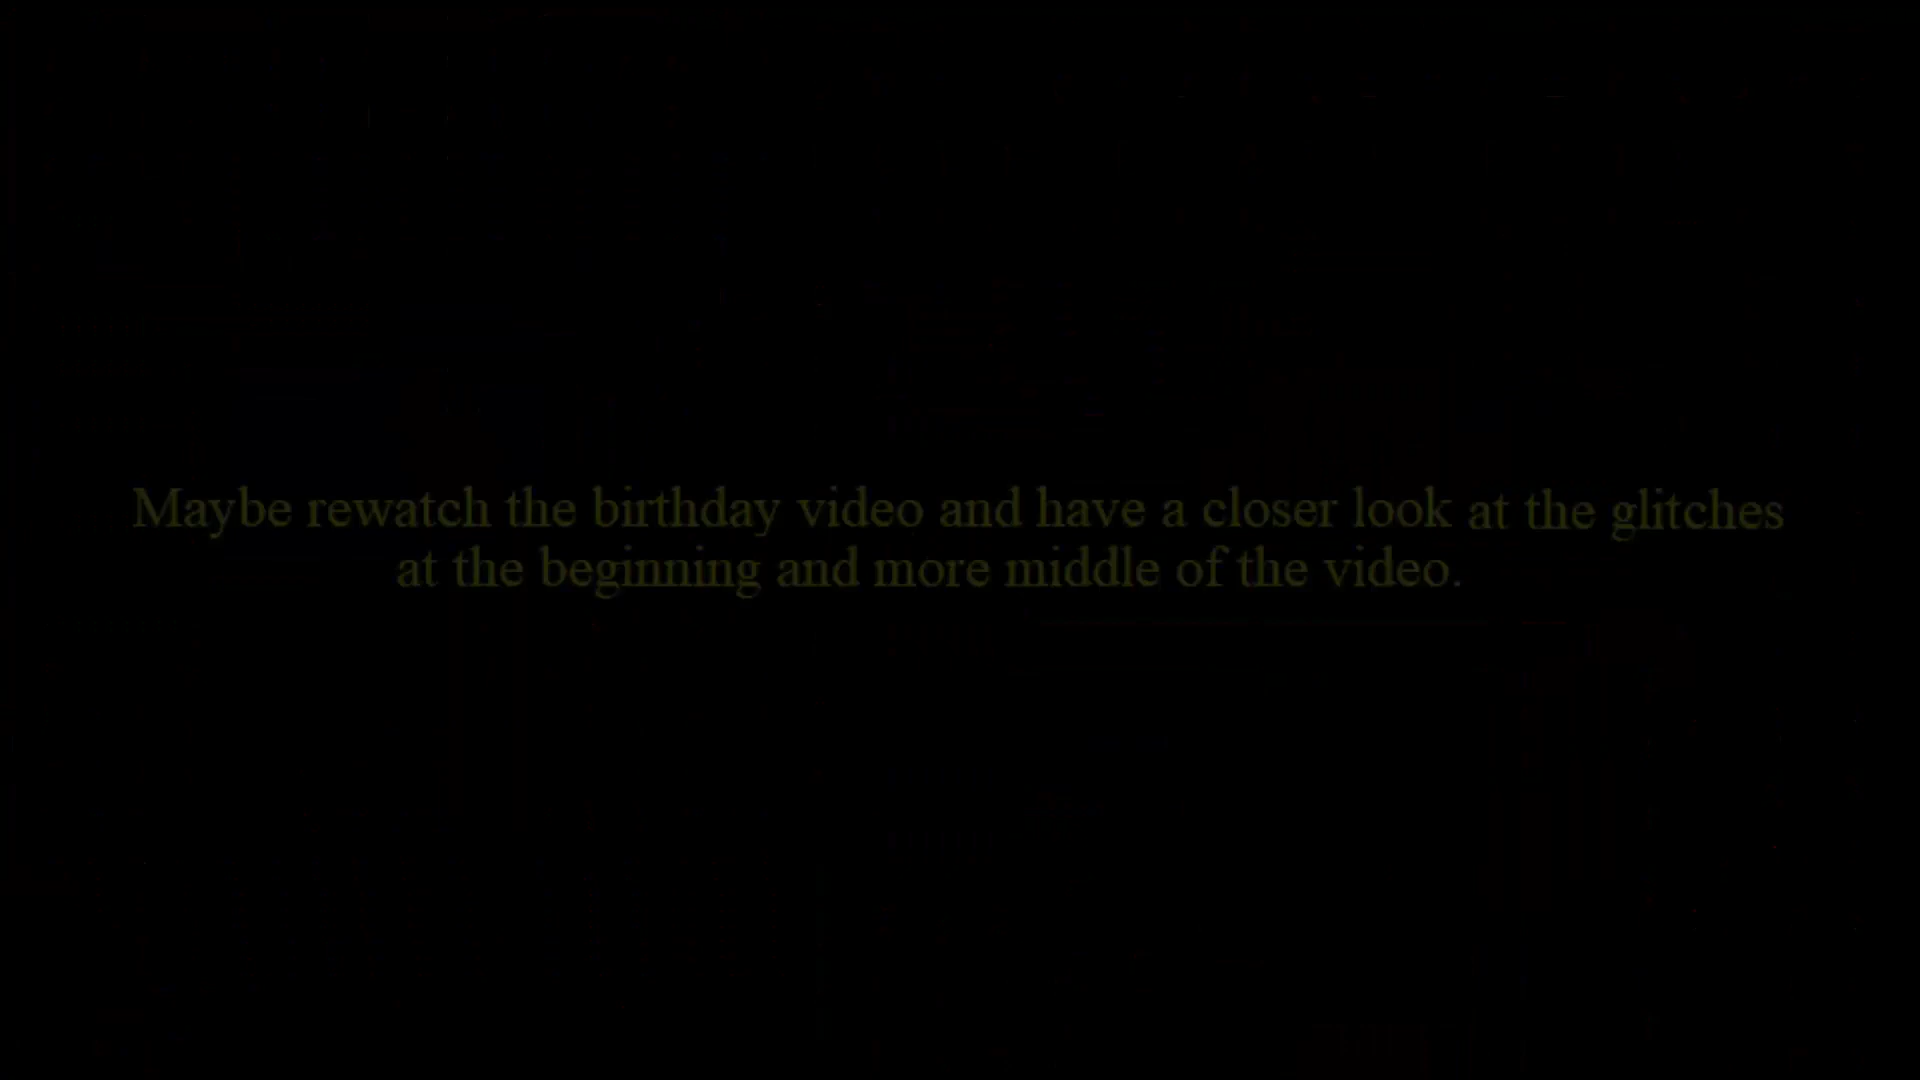 Maybe rewatch the birthday video and have a closer look at the glitches
at the beginning and more middle of the video.